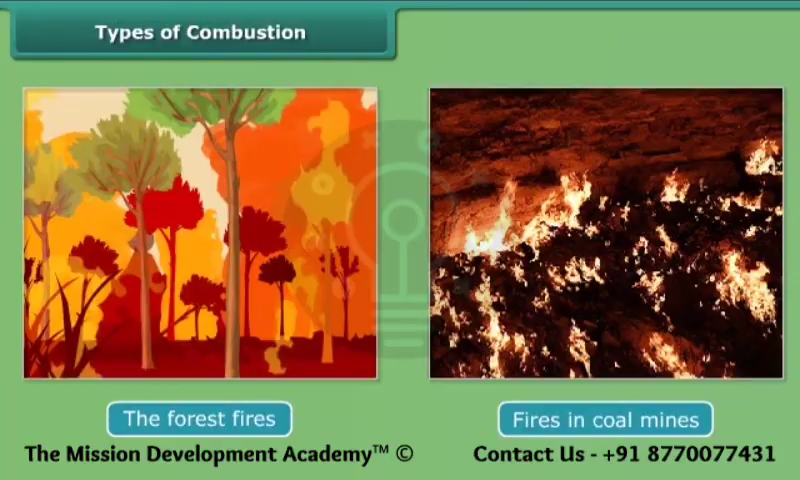 Types of Combustion
The forest fires
Fires in coal mines
The Mission Development Academy™ ©
Contact Us - +91 8770077431